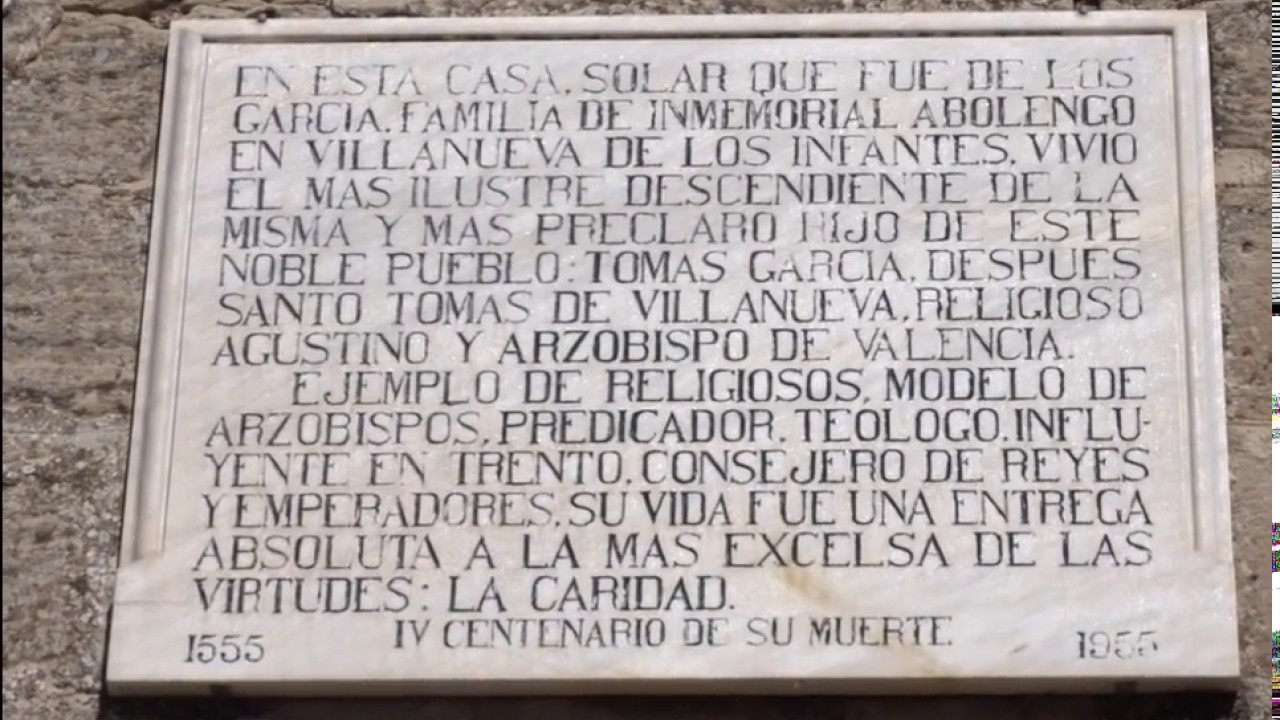 EN ESTA CASA, SOLAR QUE FUE DE LOS
GARCIA, FAMILIA DE INMEMORIAL ABOLENGO
EN VILLANUEVA DE LOS INFANTES, VIVIO
EL MAS ILUSTRE DESCENDIENTE DE LA
MISMA Y MAS PRECLARO HIJO DE ESTE
NOBLE PUEBLO: TOMAS GARCIA, DESPUES
SANTO TOMAS DE VILLANUEVA, RELIGIOSO
AGUSTINO Y ARZOBISPO DE VALENCIA.
EJEMPLO DE RELIGIOSOS, MODELO DE
ARZOBISPOS, PREDICADOR, TEOLOGO, INFLU-
YENTE EN TRENTO, CONSEJERO DE REYES
Y EMPERADORES, SU VIDA FUE UNA ENTREGA
ABSOLUTA A LA MAS EXCELSA DE LAS
VIRTUDES: LA CARIDAD.
1555 IV CENTENARIO DE SU MUERTE 1955